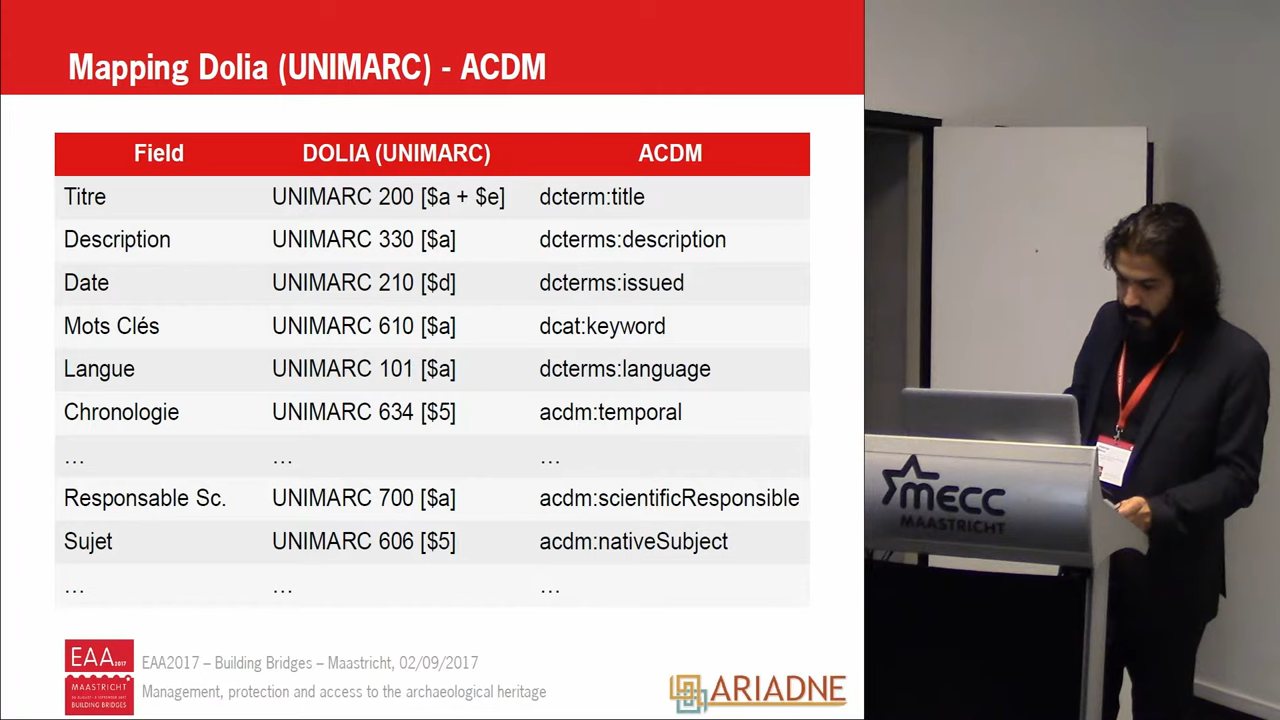 Mapping Dolia (UNIMARC) - ACDM
Field DOLIA (UNIMARC) ACDM
Titre UNIMARC 200 [$a + $e] dcterm:title
Description UNIMARC 330 [$a] dcterms:description
Date UNIMARC 210 [$d] dcterms:issued
Mots Clés UNIMARC 610 [$a] dcat:keyword
Langue UNIMARC 101 [$a] dcterms:language
Chronologie UNIMARC 634 [$5] acdm:temporal
… … …
Responsable Sc. UNIMARC 700 [$a] acdm:scientificResponsible
Sujet UNIMARC 606 [$5] acdm:nativeSubject
… … …
EAA 2017
MAASTRICHT
BUILDING BRIDGES
EAA2017 – Building Bridges – Maastricht, 02/09/2017
Management, protection and access to the archaeological heritage
ARIADNE
MECC
MAASTRICHT